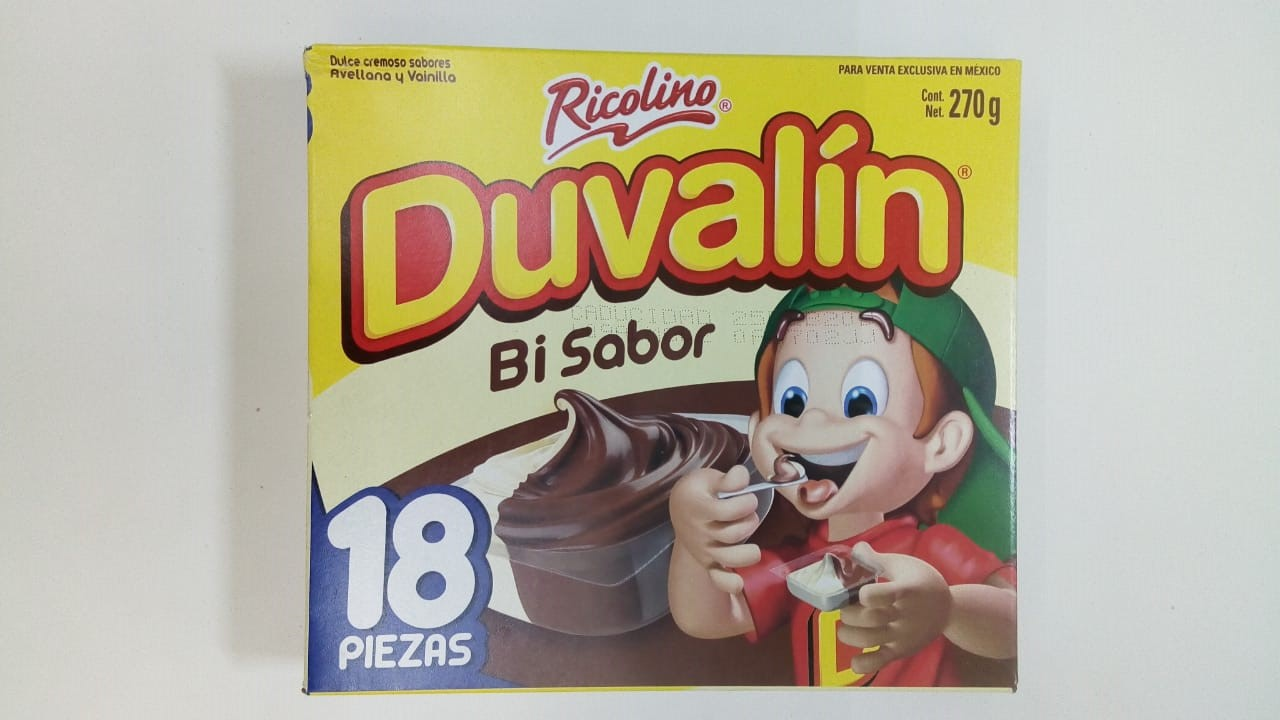 Dulce cremoso sabores
Avellana y Vainilla
PARA VENTA EXCLUSIVA EN MÉXICO
Cont.
Net. 270 g
Ricolino®
Duvalín®
CADUCIDAD
Bi Sabor
18
PIEZAS
®
D